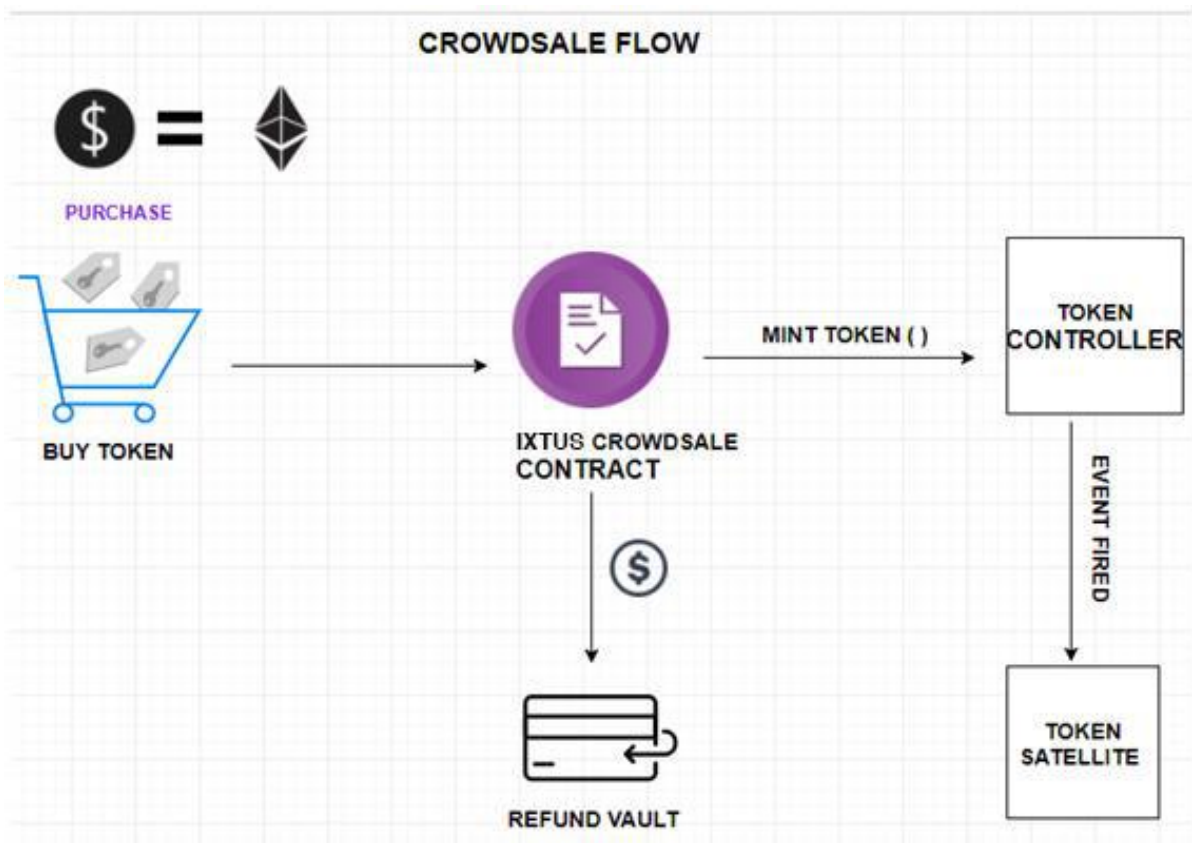 CROWDSALE FLOW
$
=
PURCHASE
BUY TOKEN
IXTUS CROWDSALE
CONTRACT
MINT TOKEN ( )
TOKEN
CONTROLLER
EVENT FIRED
$
REFUND VAULT
TOKEN
SATELLITE